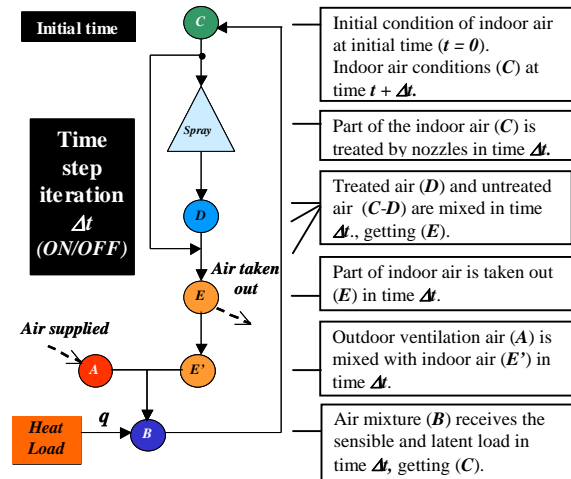 Initial time
C
Spray
Time
step
iteration
Δt
(ON/OFF)
D
Air taken
out
E
Air supplied
A
E'
q
Heat
Load
B
Initial condition of indoor air
at initial time (t = 0).
Indoor air conditions (C) at
time t + Δt.
Part of the indoor air (C) is
treated by nozzles in time Δt.
Treated air (D) and untreated
air (C-D) are mixed in time
Δt., getting (E).
Part of indoor air is taken out
(E) in time Δt.
Outdoor ventilation air (A) is
mixed with indoor air (E') in
time Δt.
Air mixture (B) receives the
sensible and latent load in
time Δt, getting (C).